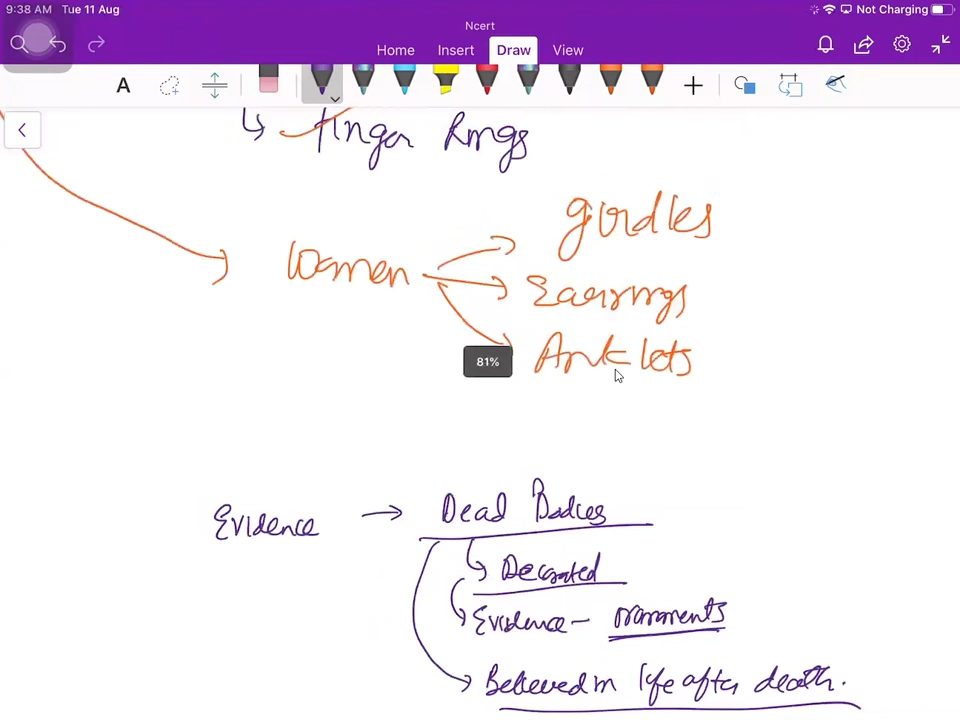 9:38 AM Tue 11 Aug Not Charging
Ncert
Home Insert Draw View
A
Finger Rings
Women
girdles
Earrings
Anklets
81%
Evidence → Dead Bodies
Decorated
Evidence - ornaments
Believed in life after death.